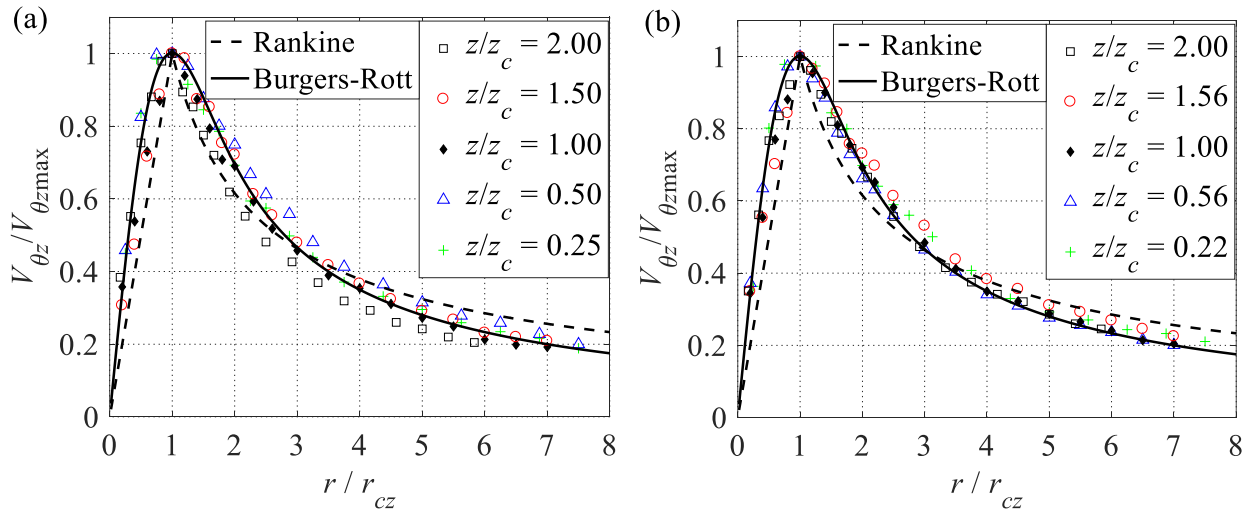 (a)
Rankine
Burgers-Rott
z/z_c = 2.00
z/z_c = 1.50
z/z_c = 1.00
z/z_c = 0.50
z/z_c = 0.25
V_θz/V_θzmax
1
0.8
0.6
0.4
0.2
0
0 1 2 3 4 5 6 7 8
r / r_cz
(b)
Rankine
Burgers-Rott
z/z_c = 2.00
z/z_c = 1.56
z/z_c = 1.00
z/z_c = 0.56
z/z_c = 0.22
V_θz/V_θzmax
1
0.8
0.6
0.4
0.2
0
0 1 2 3 4 5 6 7 8
r / r_cz